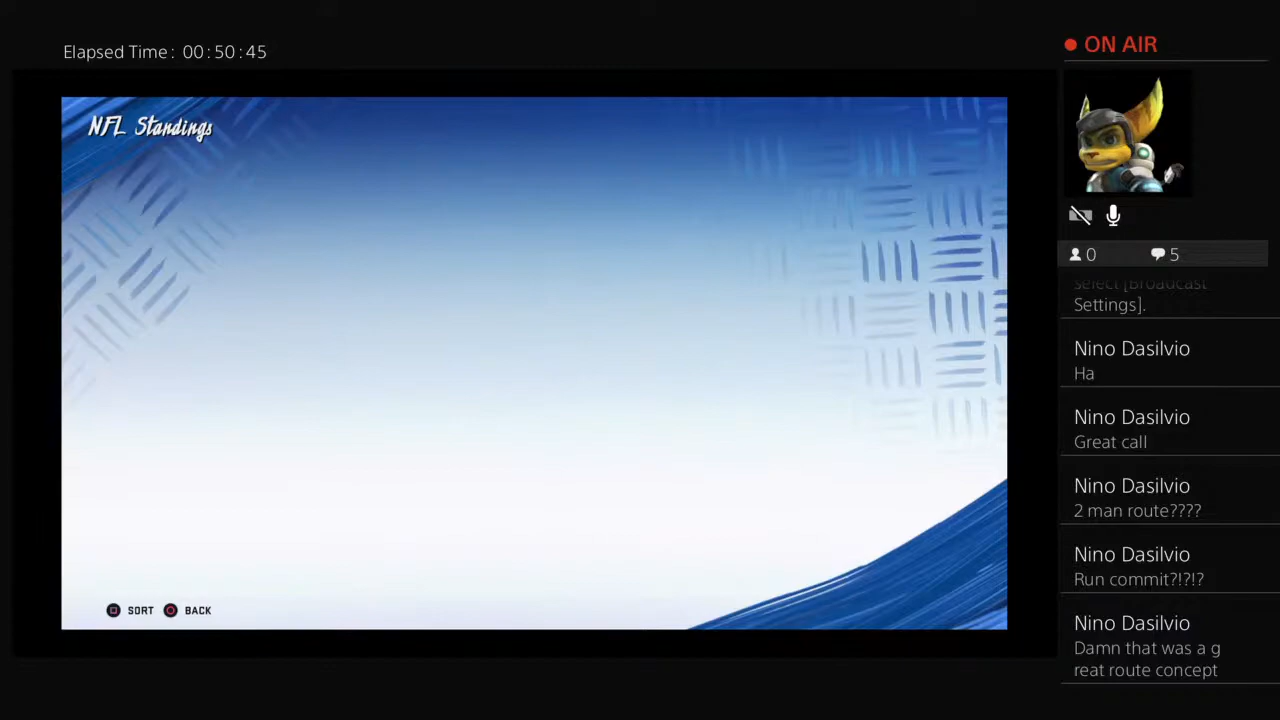 Elapsed Time: 00:50:45
ON AIR
NFL Standings
0 5
select [Broadcast
Settings].
Nino Dasilvio
Ha
Nino Dasilvio
Great call
Nino Dasilvio
2 man route????
Nino Dasilvio
Run commit?!?!?
Nino Dasilvio
Damn that was a g
reat route concept
SORT BACK